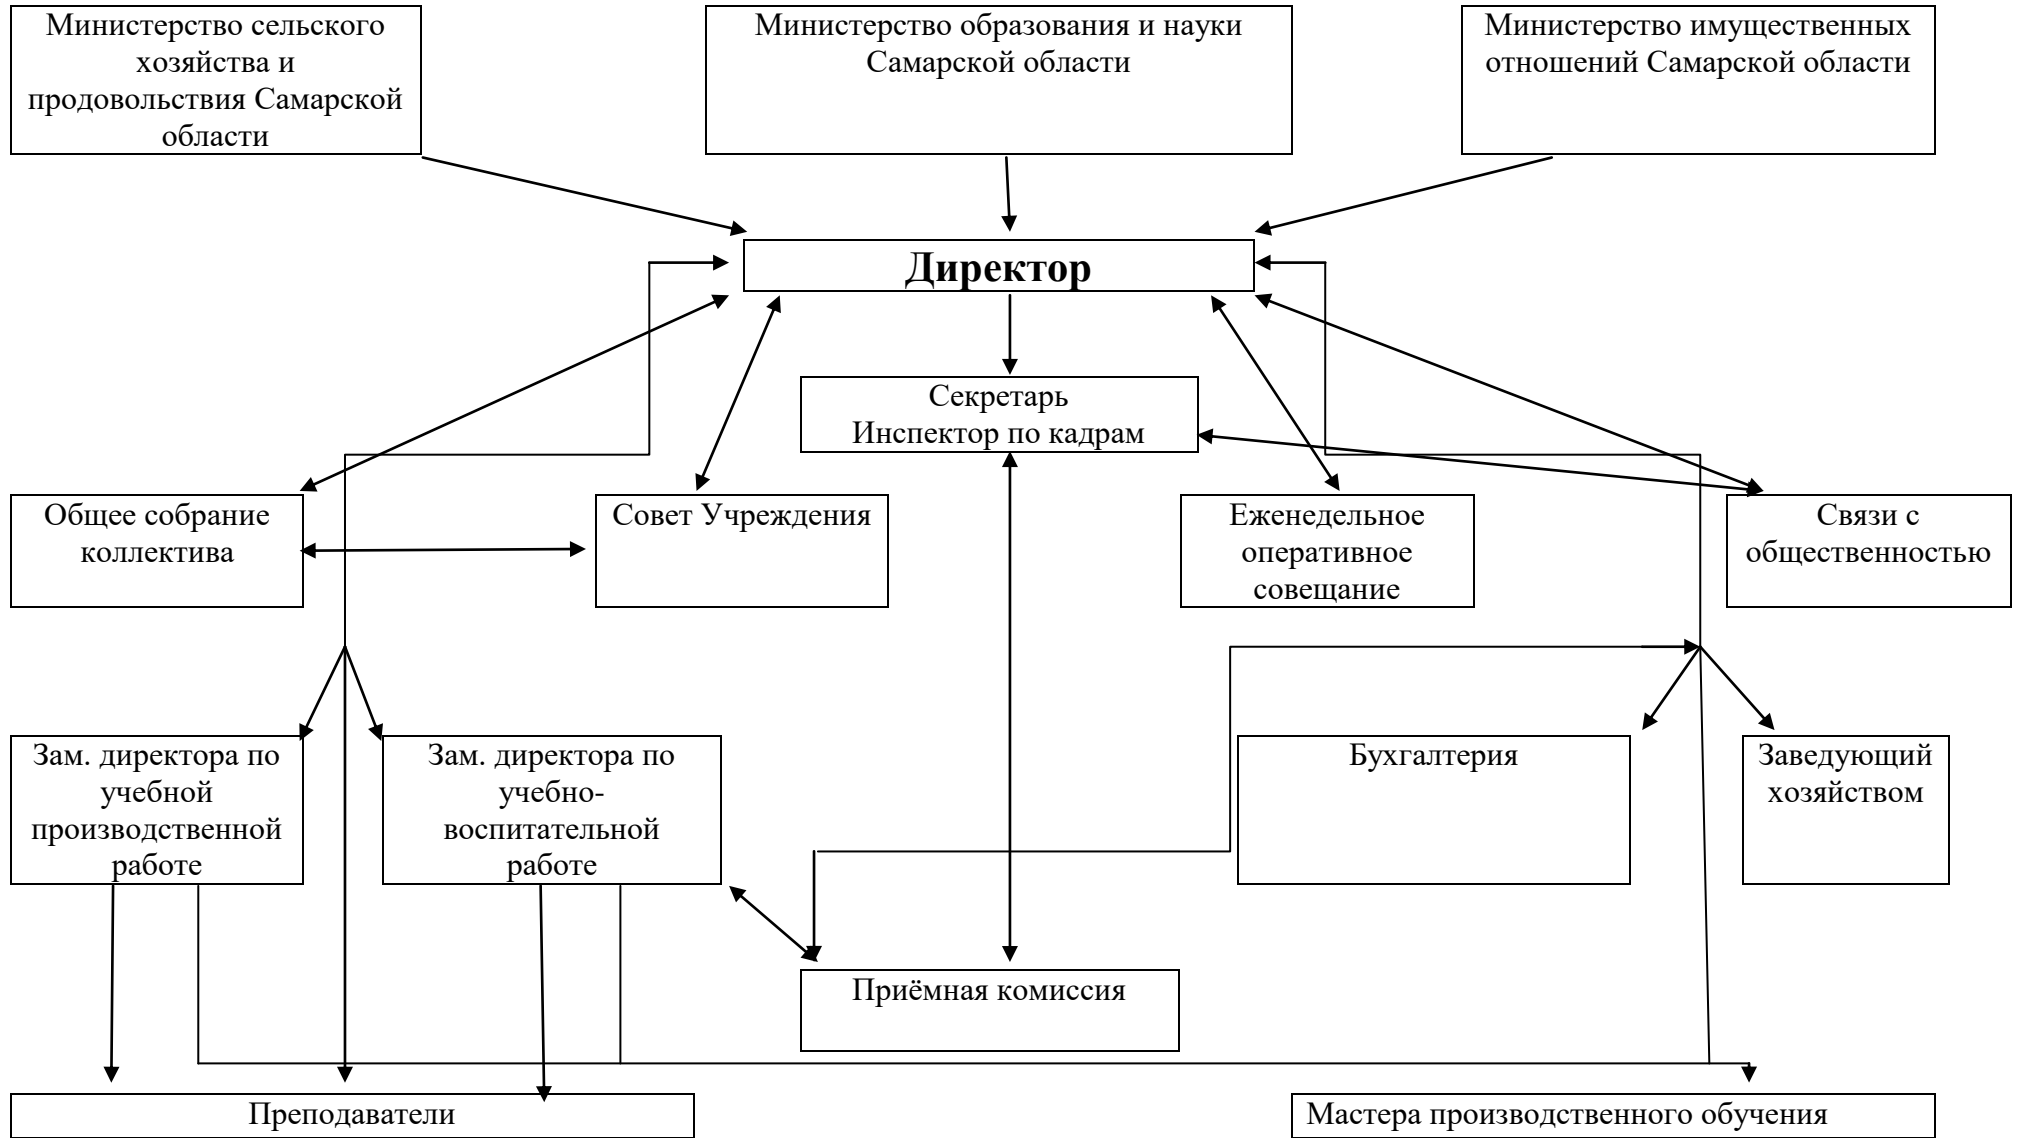 Министерство сельского
хозяйства и
продовольствия Самарской
области
Министерство образования и науки
Самарской области
Министерство имущественных
отношений Самарской области
Директор
Секретарь
Инспектор по кадрам
Общее собрание
коллектива
Совет Учреждения
Еженедельное
оперативное
совещание
Связи с
общественностью
Зам. директора по
учебной
производственной
работе
Зам. директора по
учебно-
воспитательной
работе
Бухгалтерия
Заведующий
хозяйством
Приёмная комиссия
Преподаватели
Мастера производственного обучения